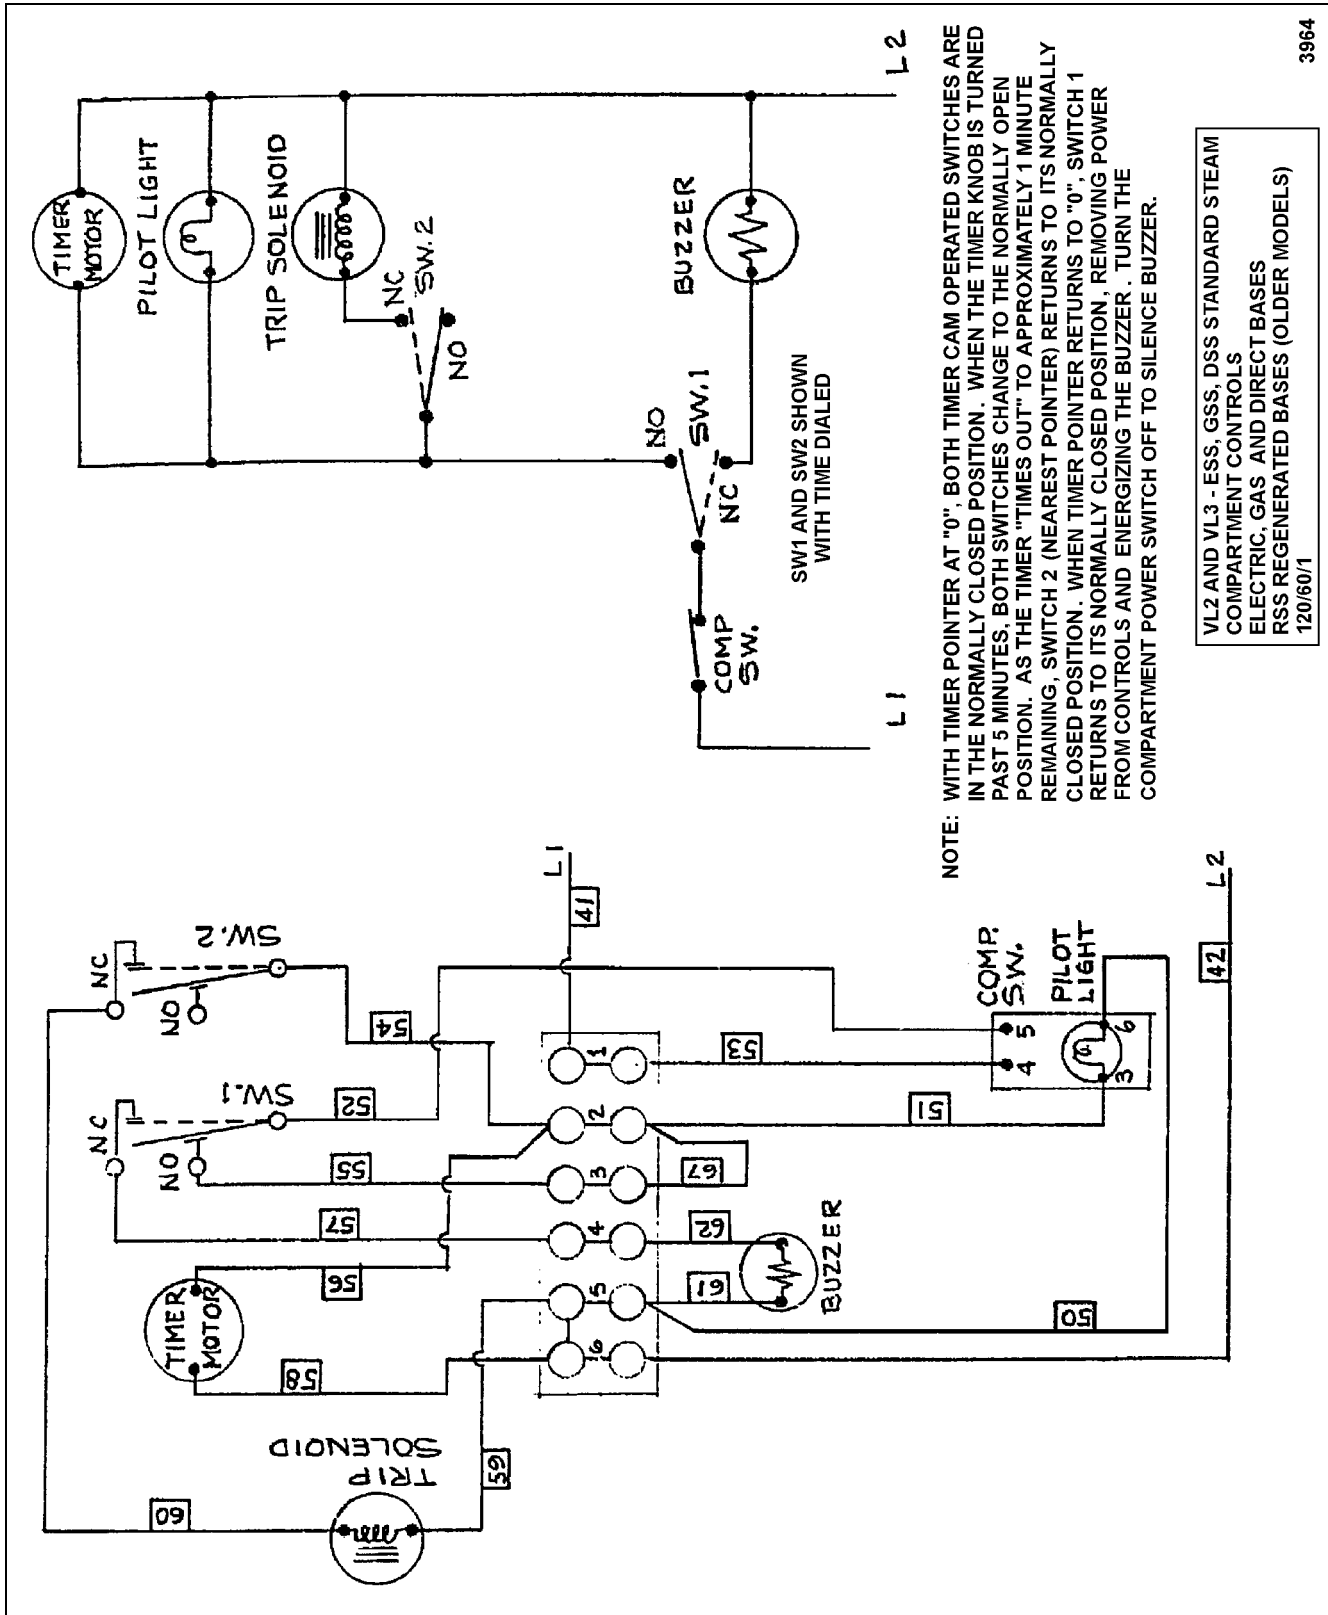 TIMER
MOTOR
PILOT LIGHT
TRIP SOLENOID
NC
SW.2
NO
BUZZER
L2
NO
SW.1
NC
COMP
SW.
L1
SW1 AND SW2 SHOWN
WITH TIME DIALED
NOTE: WITH TIMER POINTER AT "0", BOTH TIMER CAM OPERATED SWITCHES ARE
IN THE NORMALLY CLOSED POSITION. WHEN THE TIMER KNOB IS TURNED
PAST 5 MINUTES, BOTH SWITCHES CHANGE TO THE NORMALLY OPEN
POSITION. AS THE TIMER "TIMES OUT" TO APPROXIMATELY 1 MINUTE
REMAINING, SWITCH 2 (NEAREST POINTER) RETURNS TO ITS NORMALLY
CLOSED POSITION. WHEN TIMER POINTER RETURNS TO "0", SWITCH 1
RETURNS TO ITS NORMALLY CLOSED POSITION, REMOVING POWER
FROM CONTROLS AND ENERGIZING THE BUZZER. TURN THE
COMPARTMENT POWER SWITCH OFF TO SILENCE BUZZER.
VL2 AND VL3 - ESS, GSS, DSS STANDARD STEAM
COMPARTMENT CONTROLS
ELECTRIC, GAS AND DIRECT BASES
RSS REGENERATED BASES (OLDER MODELS)
120/60/1
3964
NC
SW.2
NO
NC
SW.1
NO
54
52
55
57
56
58
60
59
TIMER
MOTOR
TRIP
SOLENOID
L1
41
1
2
3
4
5
6
53
51
67
62
61
50
BUZZER
COMP.
S.W.
PILOT
LIGHT
5
4
6
3
42
L2